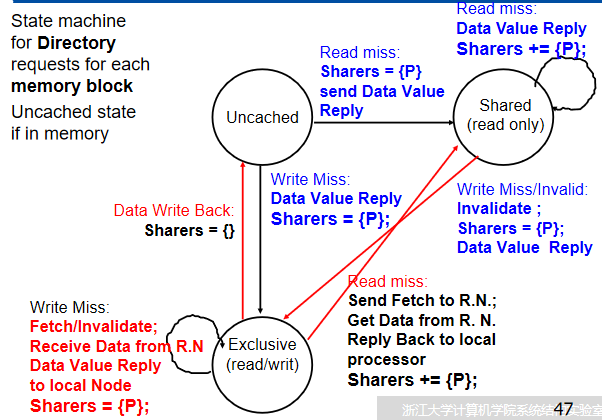 State machine
for Directory
requests for each
memory block
Uncached state
if in memory
Read miss:
Data Value Reply
Sharers += {P};
Read miss:
Sharers = {P}
send Data Value
Reply
Uncached
Shared
(read only)
Write Miss:
Data Value Reply
Sharers = {P};
Write Miss/Invalid:
Invalidate ;
Sharers = {P};
Data Value Reply
Data Write Back:
Sharers = {}
Read miss:
Send Fetch to R.N.;
Get Data from R. N.
Reply Back to local
processor
Sharers += {P};
Write Miss:
Fetch/Invalidate;
Receive Data from R.N
Data Value Reply
to local Node
Sharers = {P};
Exclusive
(read/writ)
浙江大学计算机学院系统结构实验室
47